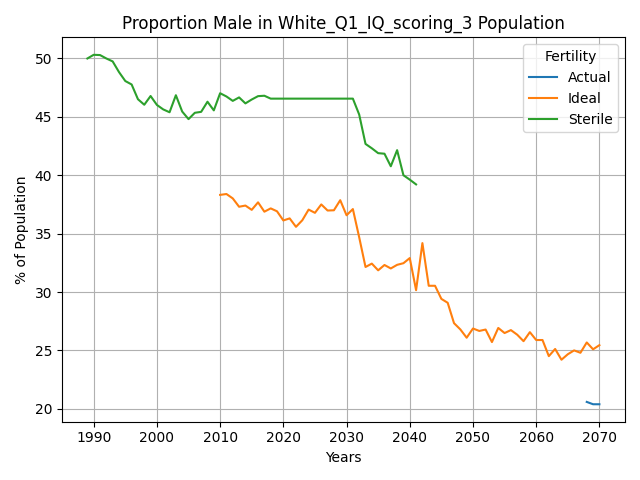 Proportion Male in White_Q1_IQ_scoring_3 Population
Fertility
Actual
Ideal
Sterile
% of Population
50
45
40
35
30
25
20
1990 2000 2010 2020 2030 2040 2050 2060 2070
Years